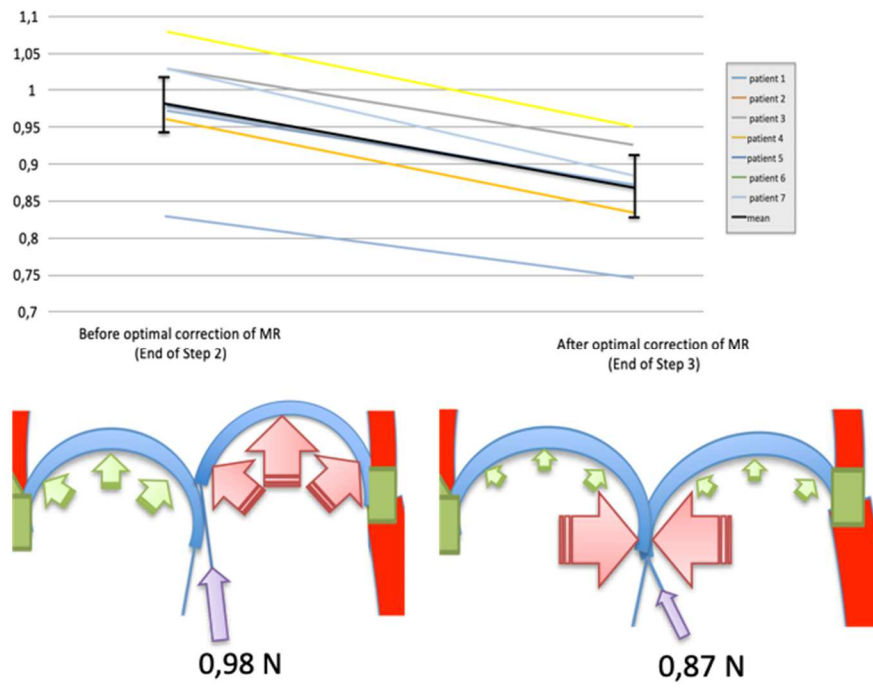 1,1
1,05
1
0,95
0,9
0,85
0,8
0,75
0,7
patient 1
patient 2
patient 3
patient 4
patient 5
patient 6
patient 7
mean
Before optimal correction of MR
(End of Step 2)
After optimal correction of MR
(End of Step 3)
0,98 N
0,87 N